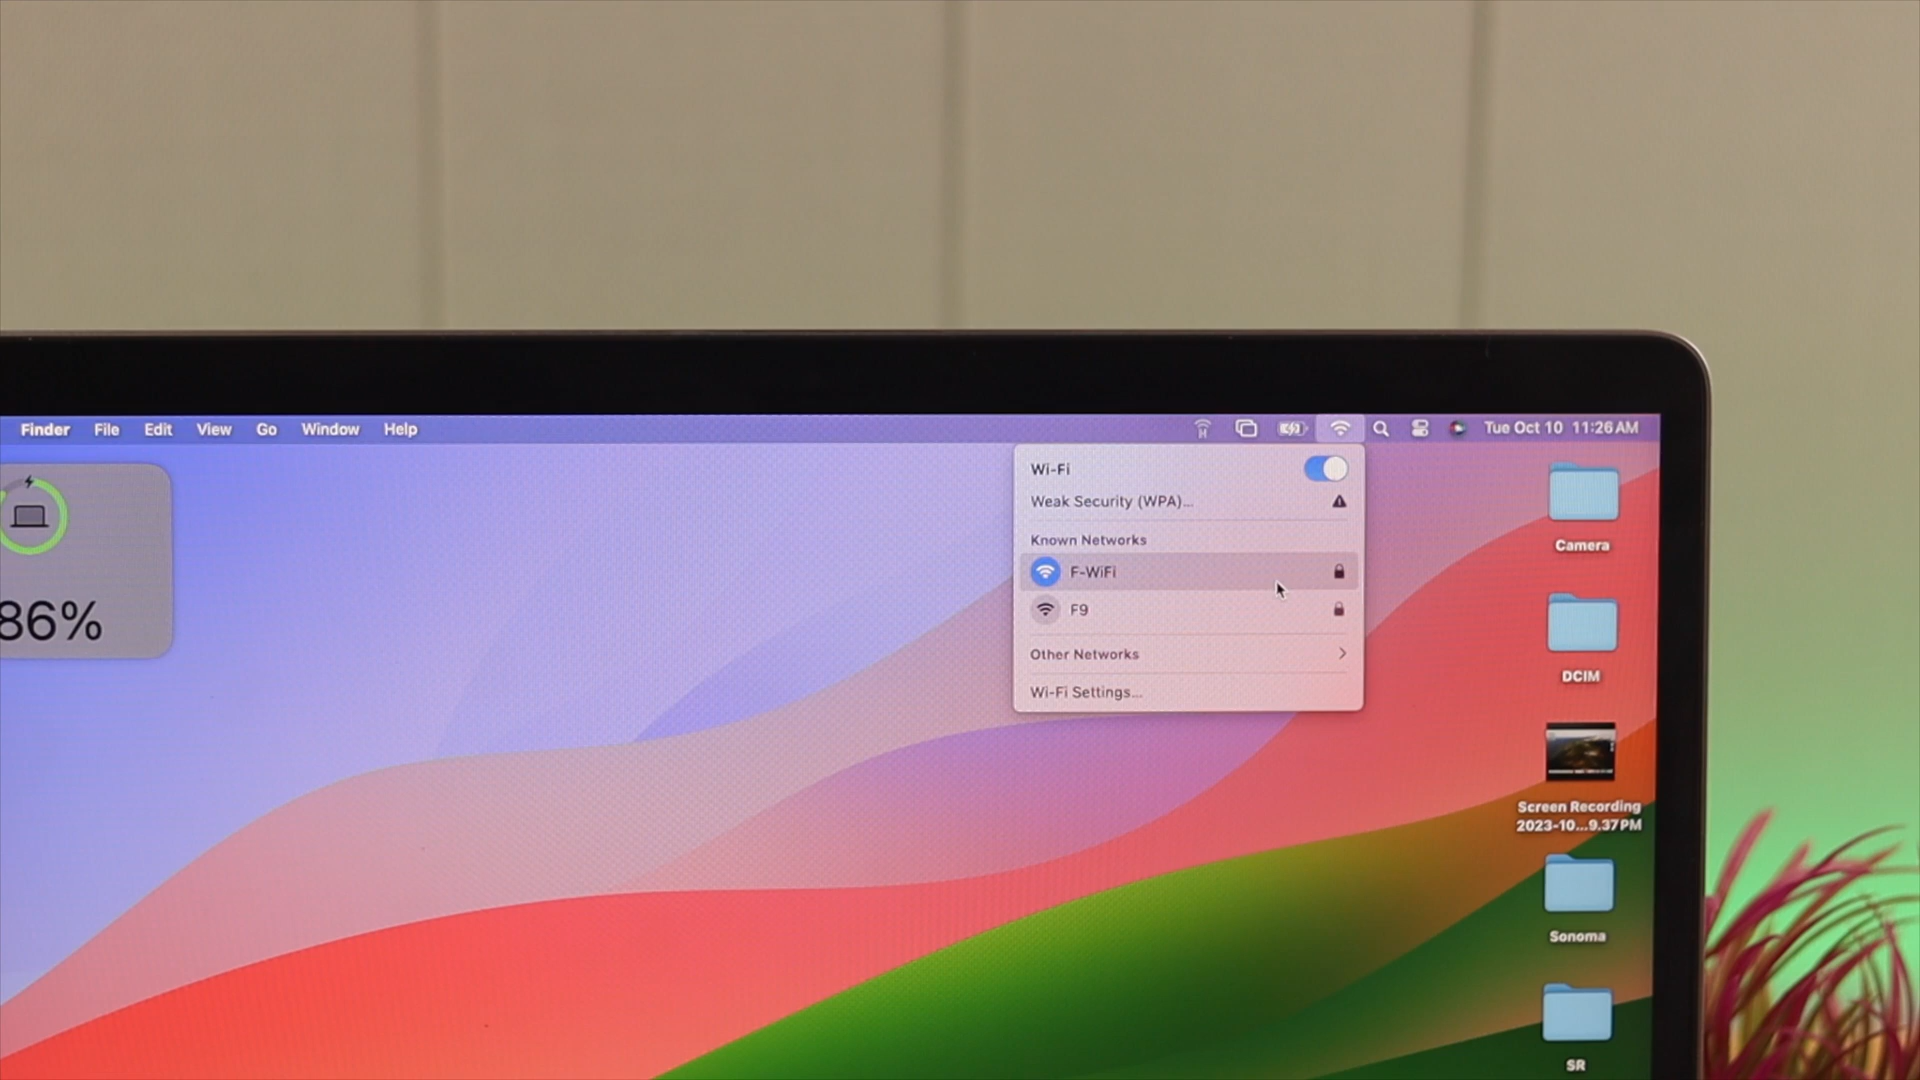 Finder File Edit View Go Window Help
Tue Oct 10 11:26 AM
86%
Wi-Fi
Weak Security (WPA)...
Known Networks
F-WiFi
F9
Other Networks
Wi-Fi Settings...
Camera
DCIM
Screen Recording
2023-10...9.37 PM
Sonoma
SR